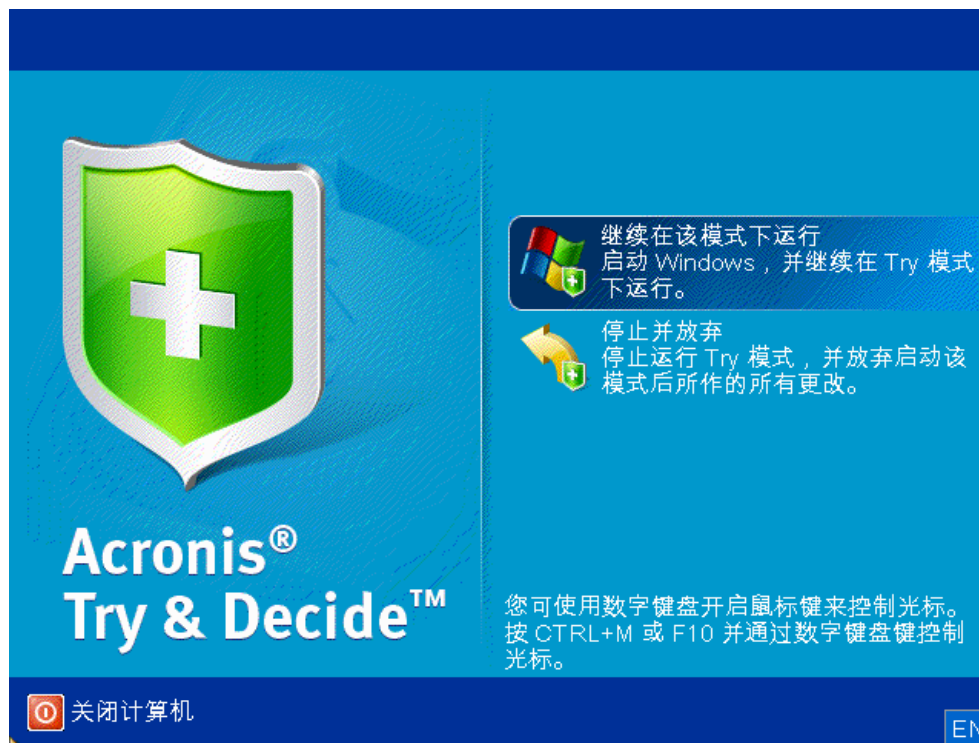 继续在该模式下运行
启动 Windows，并继续在 Try 模式
下运行。
停止并放弃
停止运行 Try 模式，并放弃启动该
模式后所作的所有更改。
Acronis®
Try & Decide™
您可使用数字键盘开启鼠标键来控制光标。
按 CTRL+M 或 F10 并通过数字键盘键控制
光标。
关闭计算机
EN